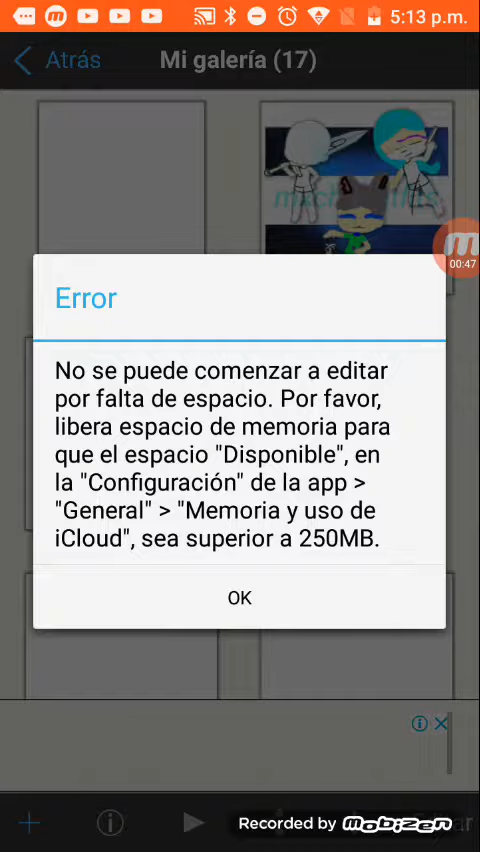 5:13 p.m.
Atrás
Mi galería (17)
00:47
Error
No se puede comenzar a editar
por falta de espacio. Por favor,
libera espacio de memoria para
que el espacio "Disponible", en
la "Configuración" de la app >
"General" > "Memoria y uso de
iCloud", sea superior a 250MB.
OK
Recorded by mobizen